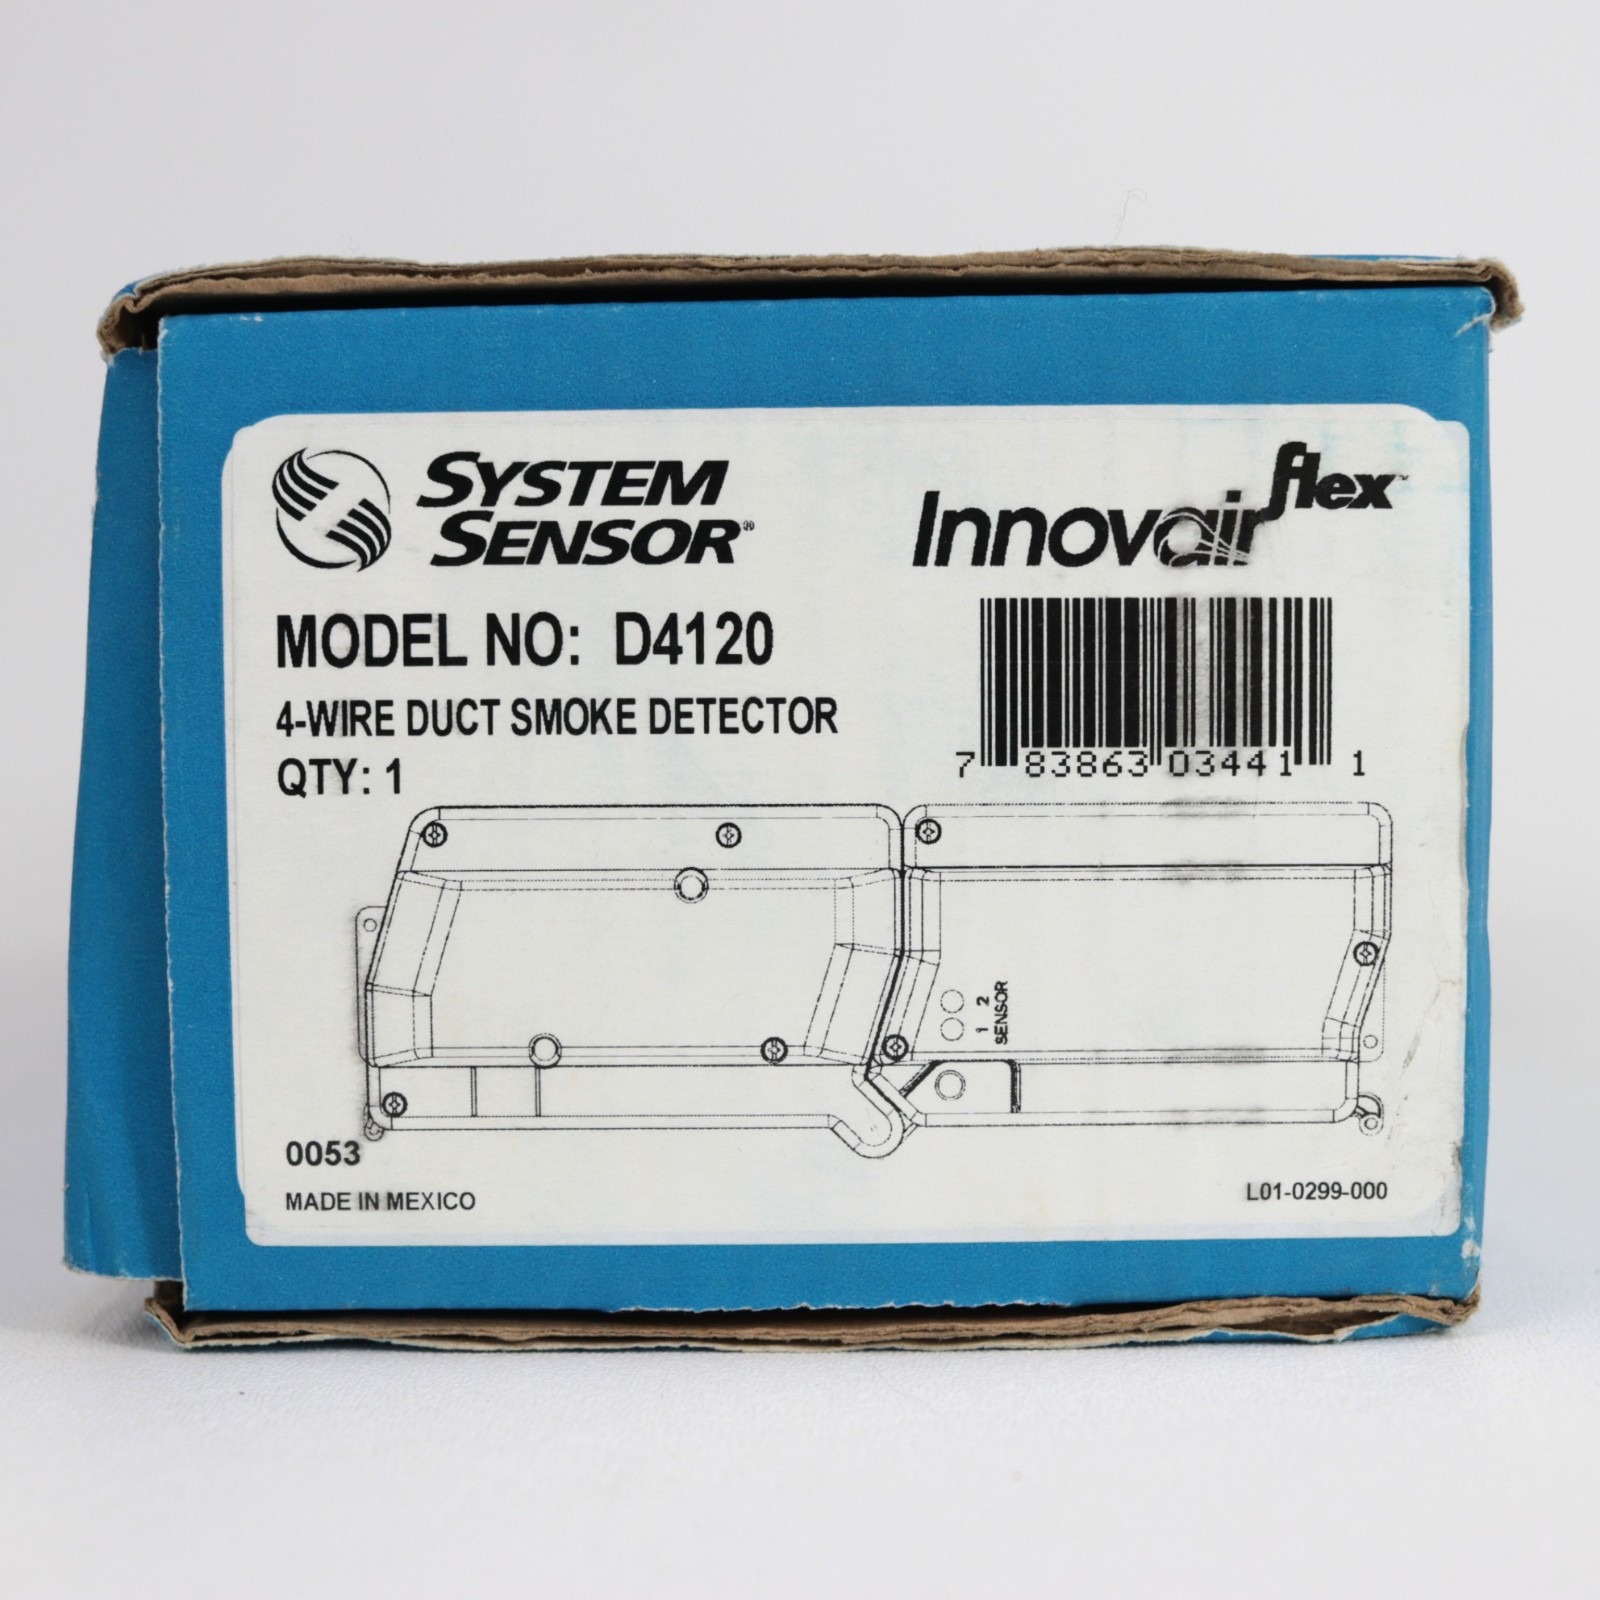 SYSTEM
SENSOR®
Innovair flex™
MODEL NO: D4120
4-WIRE DUCT SMOKE DETECTOR
QTY: 1
7 83863 03441 1
1 2
SENSOR
0053
MADE IN MEXICO
L01-0299-000